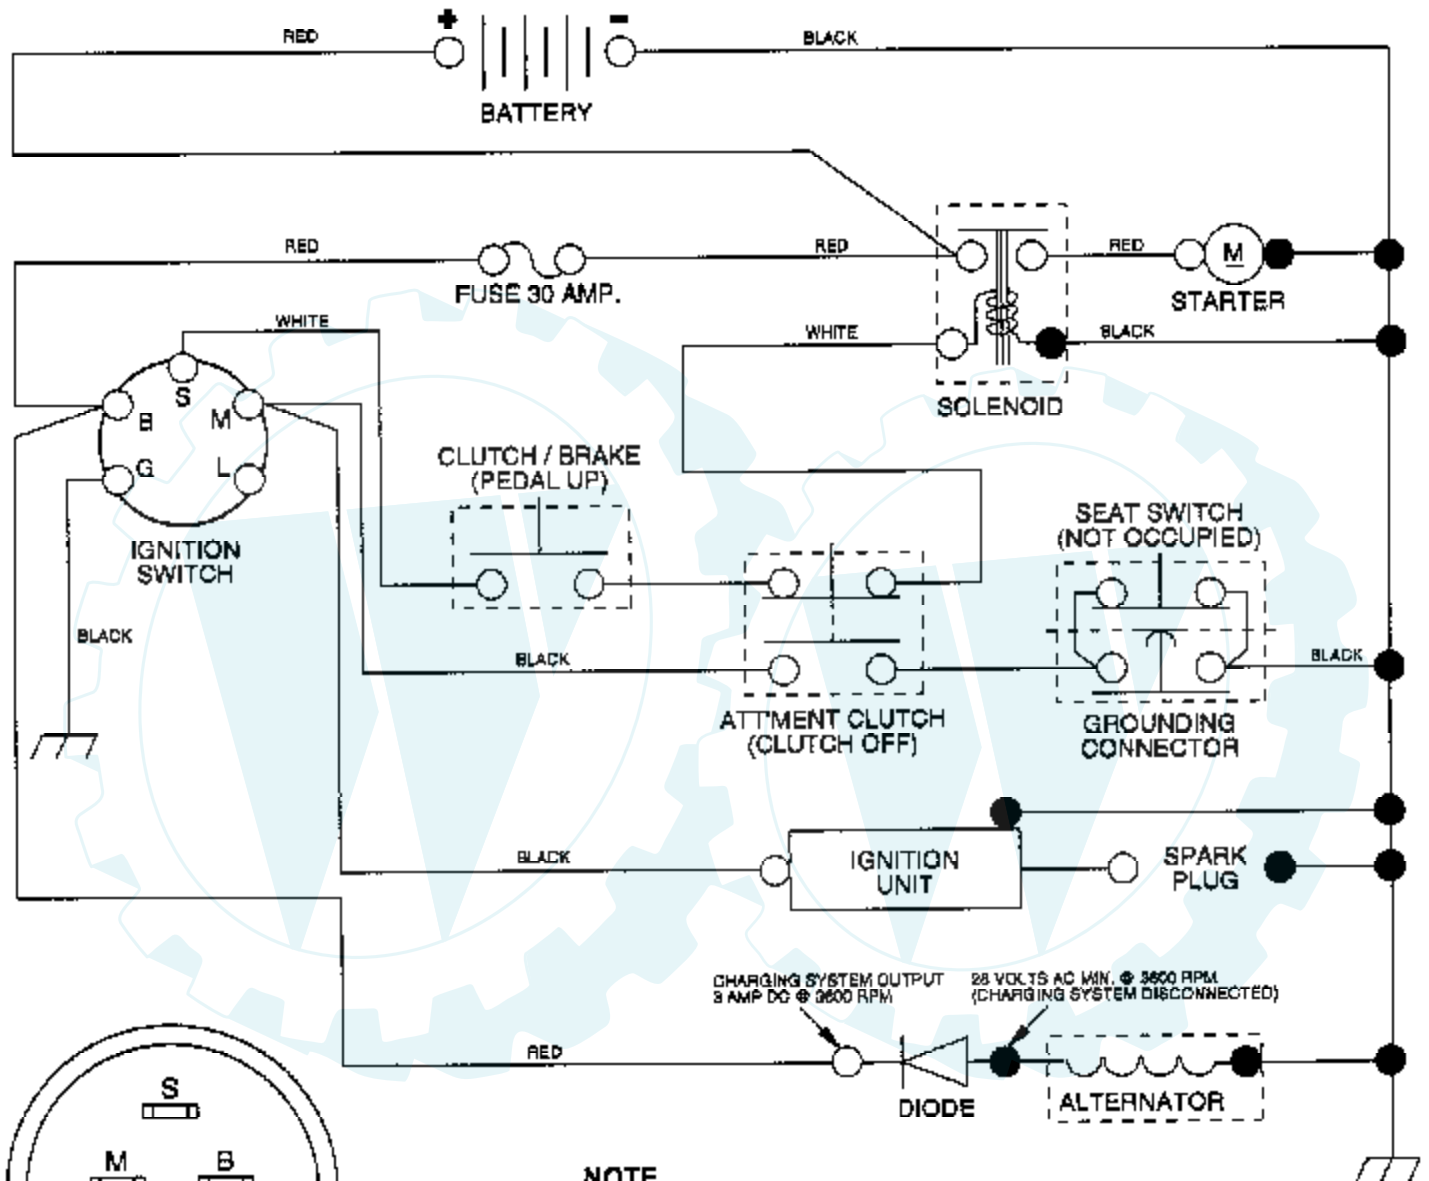 + -
RED
BLACK
BATTERY
RED
RED
RED
M
FUSE 30 AMP.
STARTER
WHITE
WHITE
BLACK
S
B
M
G
L
SOLENOID
CLUTCH / BRAKE
(PEDAL UP)
SEAT SWITCH
(NOT OCCUPIED)
IGNITION
SWITCH
BLACK
BLACK
BLACK
ATT'MENT CLUTCH
(CLUTCH OFF)
GROUNDING
CONNECTOR
BLACK
IGNITION
UNIT
SPARK
PLUG
CHARGING SYSTEM OUTPUT
3 AMP DC @ 3600 RPM
28 VOLTS AC MIN. @ 3600 RPM
(CHARGING SYSTEM DISCONNECTED)
RED
DIODE
ALTERNATOR
S
M
B
NOTE